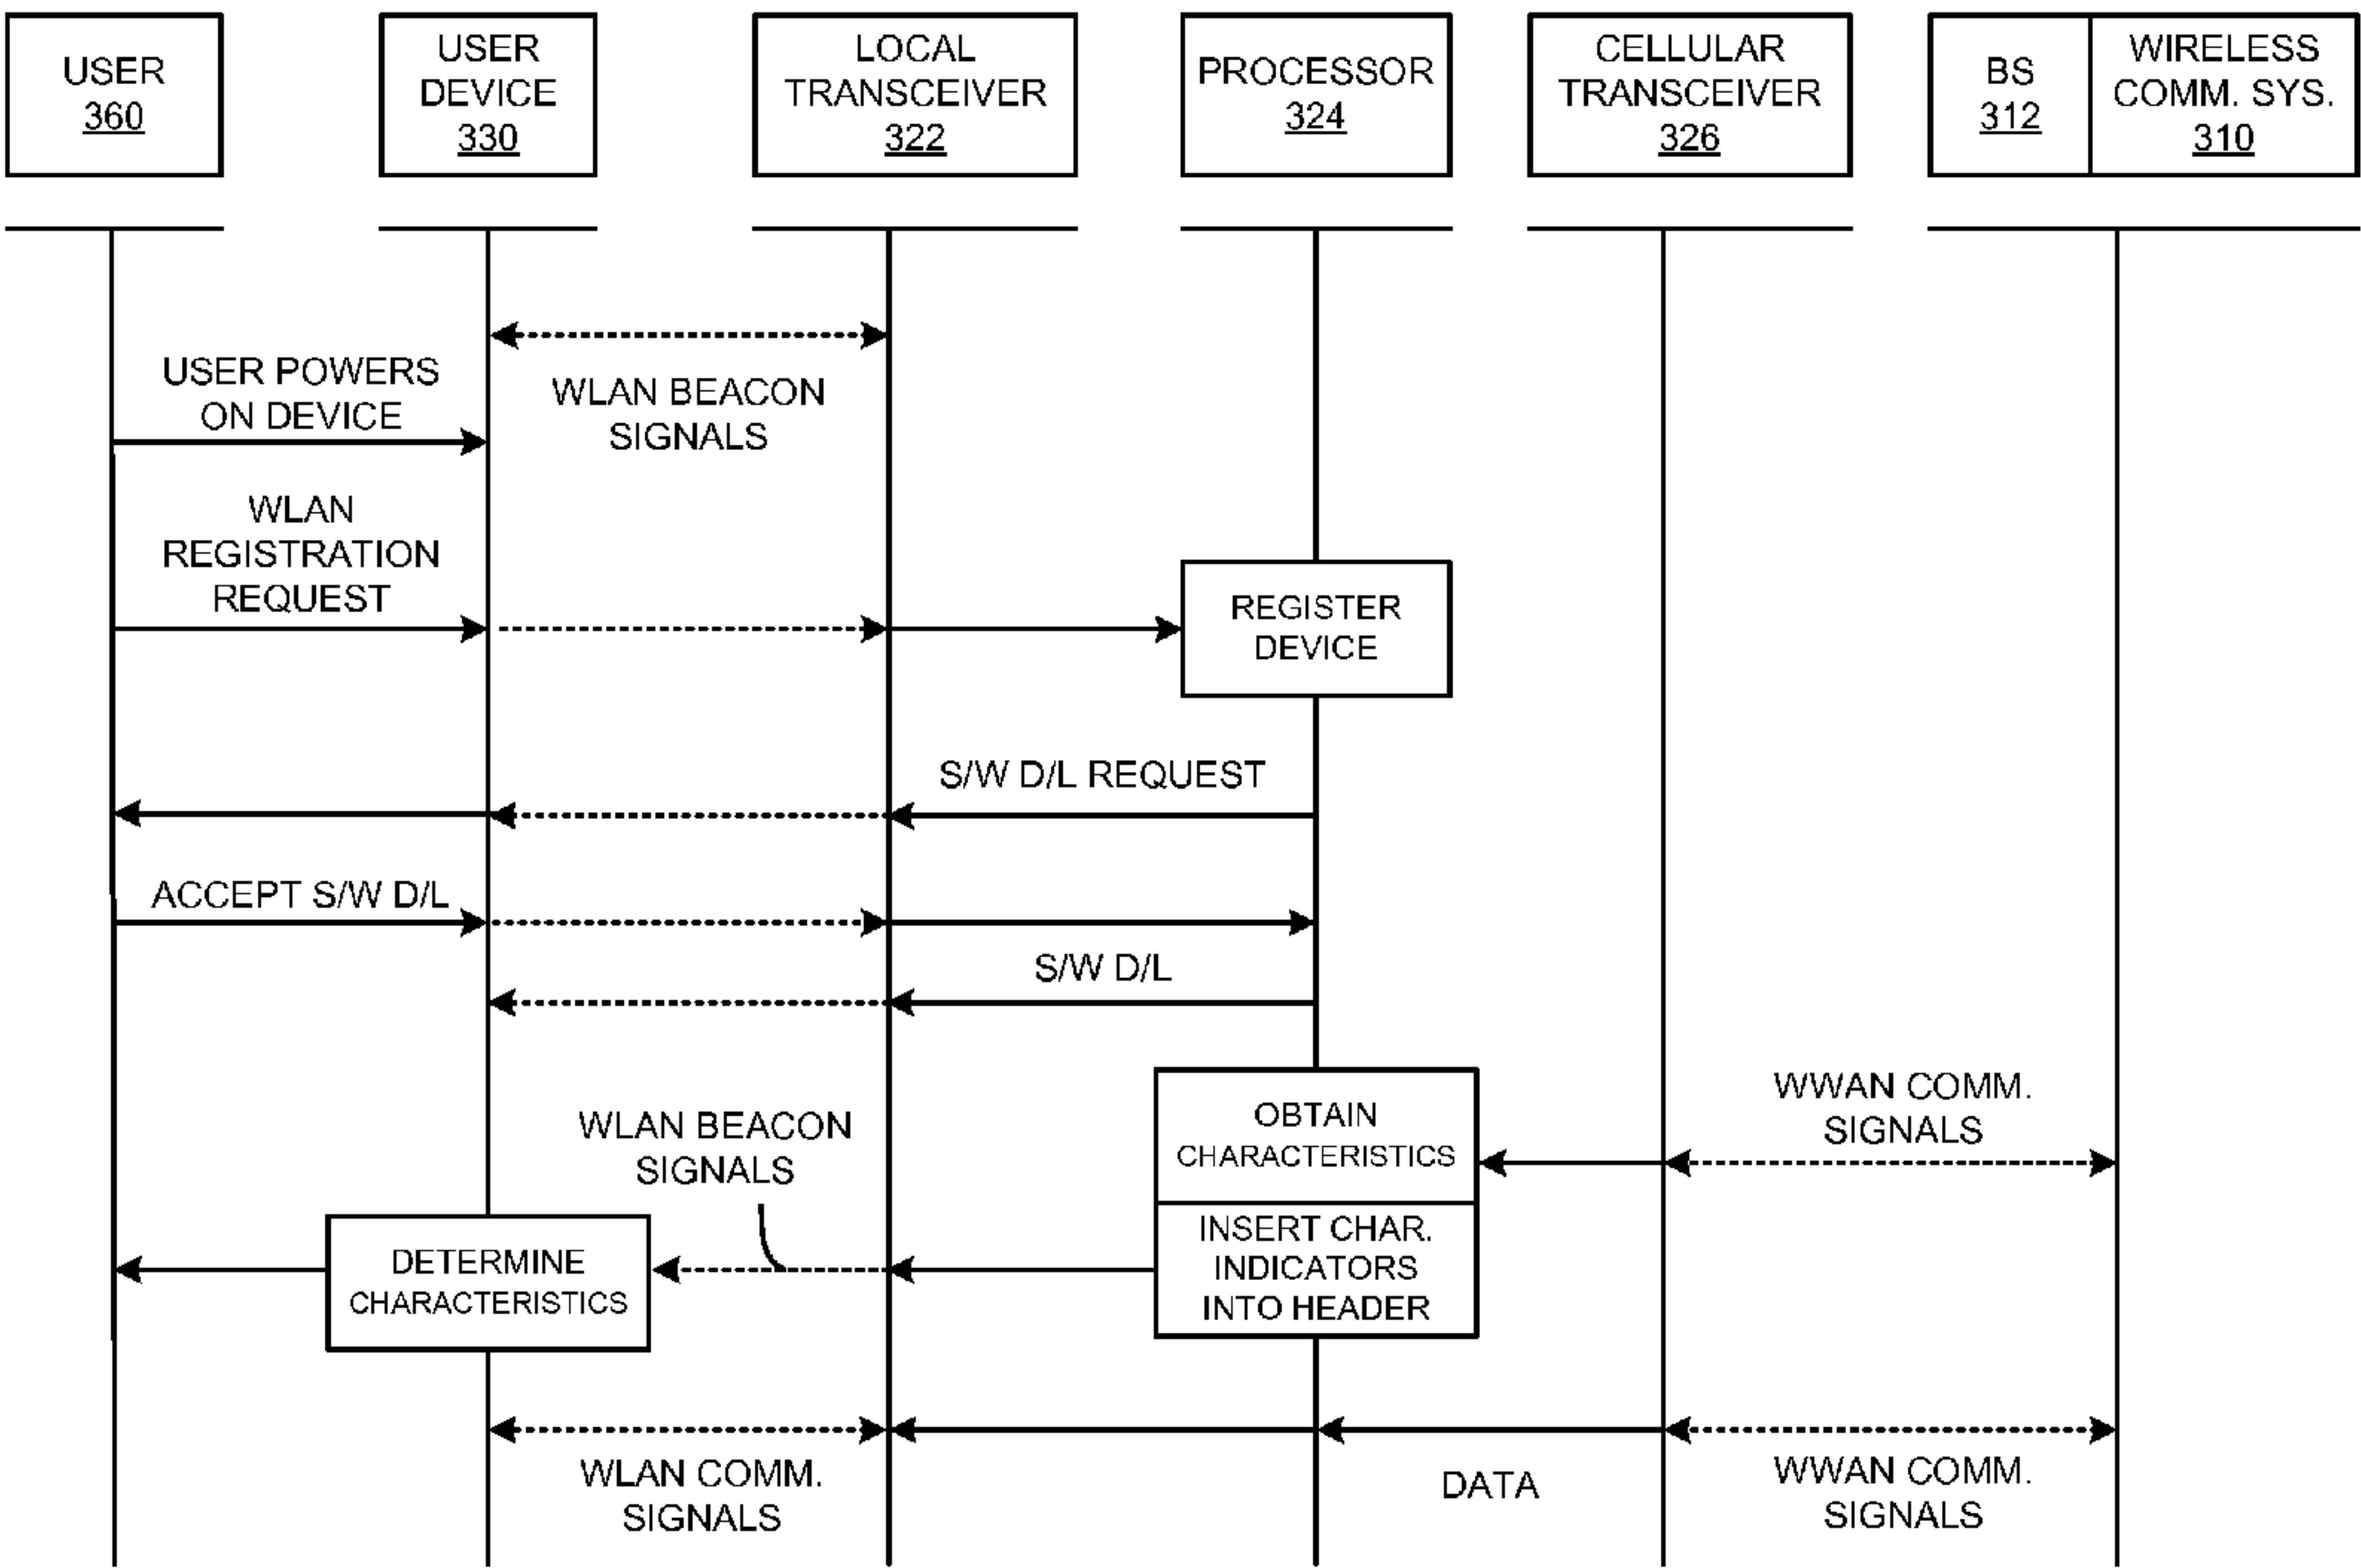 USER
360
USER
DEVICE
330
LOCAL
TRANSCEIVER
322
PROCESSOR
324
CELLULAR
TRANSCEIVER
326
BS
312
WIRELESS
COMM. SYS.
310
USER POWERS
ON DEVICE
WLAN BEACON
SIGNALS
WLAN
REGISTRATION
REQUEST
REGISTER
DEVICE
S/W D/L REQUEST
ACCEPT S/W D/L
S/W D/L
WWAN COMM.
SIGNALS
OBTAIN
CHARACTERISTICS
WLAN BEACON
SIGNALS
INSERT CHAR.
INDICATORS
INTO HEADER
DETERMINE
CHARACTERISTICS
WLAN COMM.
SIGNALS
DATA
WWAN COMM.
SIGNALS